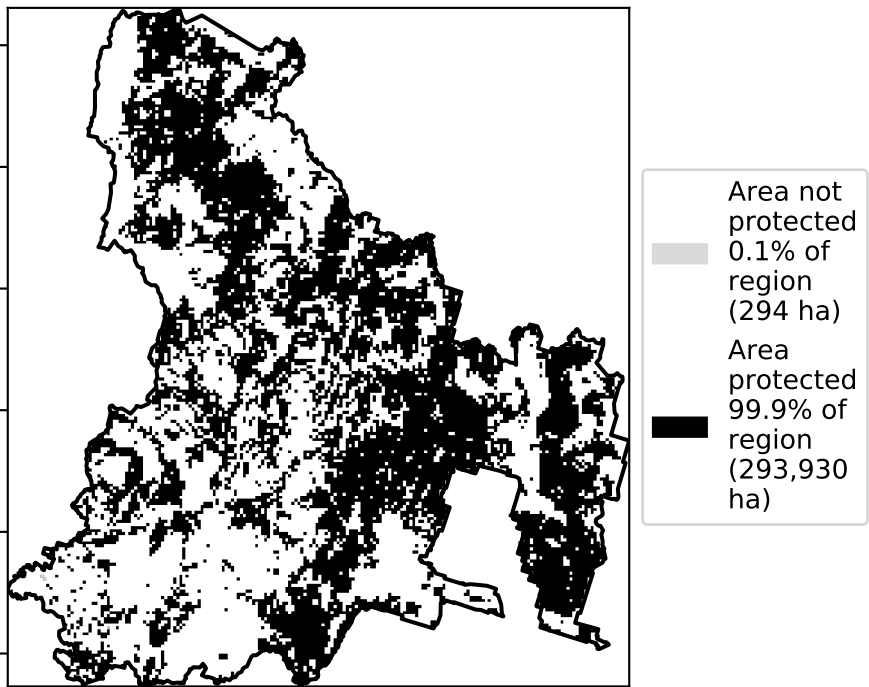 Area not
protected
0.1% of
region
(294 ha)
Area
protected
99.9% of
region
(293,930
ha)